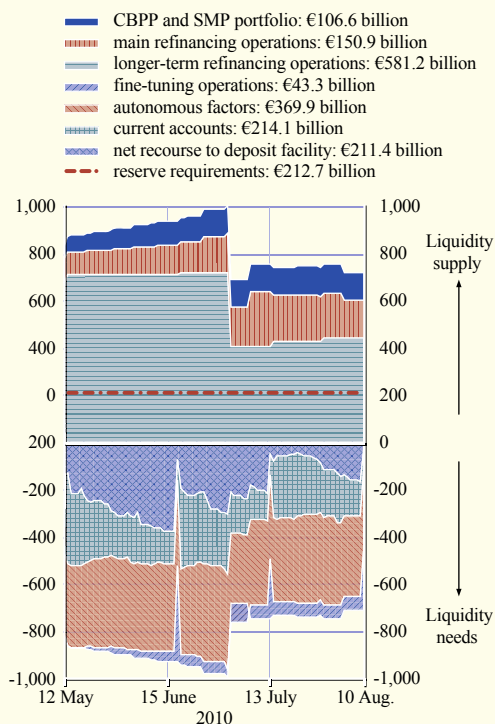 CBPP and SMP portfolio: €106.6 billion
main refinancing operations: €150.9 billion
longer-term refinancing operations: €581.2 billion
fine-tuning operations: €43.3 billion
autonomous factors: €369.9 billion
current accounts: €214.1 billion
net recourse to deposit facility: €211.4 billion
reserve requirements: €212.7 billion
1,000 1,000
800 800
600 600
400 400
0 200
200 0
-200 -200
-400 -400
-600 -600
-800 -800
-1,000 -1,000
Liquidity
supply
Liquidity
needs
12 May 15 June 13 July 10 Aug.
2010